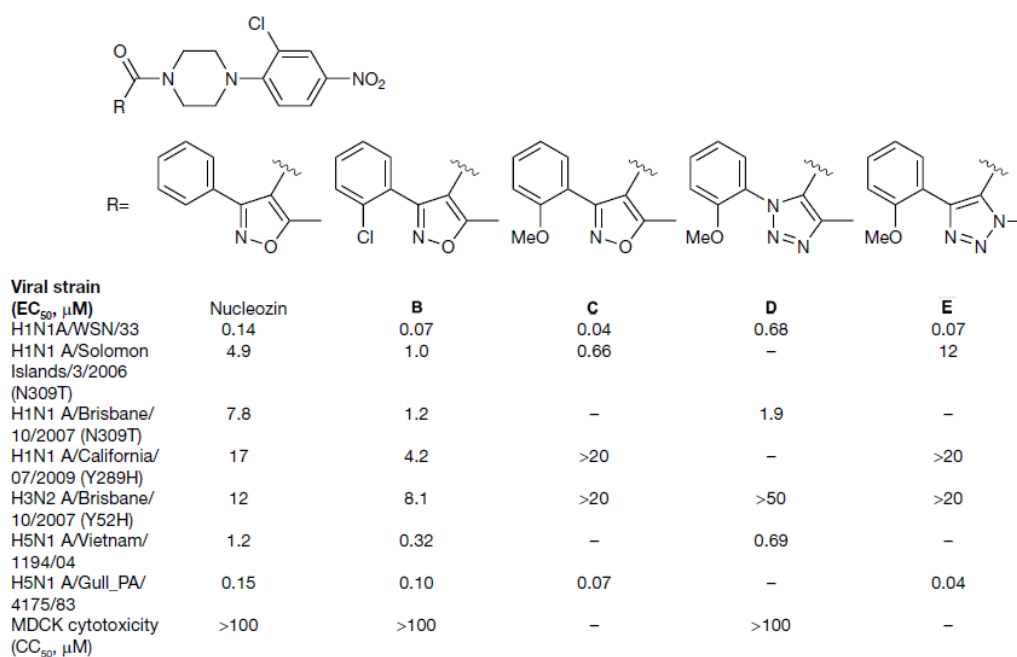 Cl
O
N
N
NO2
R
R=
Cl
N
O
MeO
N
O
MeO
N
N
N
MeO
N
N
N
N
O
Viral strain
(EC50, μM) Nucleozin B C D E
H1N1A/WSN/33 0.14 0.07 0.04 0.68 0.07
H1N1 A/Solomon 4.9 1.0 0.66 – 12
Islands/3/2006
(N309T)
H1N1 A/Brisbane/ 7.8 1.2 – 1.9 –
10/2007 (N309T)
H1N1 A/California/ 17 4.2 >20 – >20
07/2009 (Y289H)
H3N2 A/Brisbane/ 12 8.1 >20 >50 >20
10/2007 (Y52H)
H5N1 A/Vietnam/ 1.2 0.32 – 0.69 –
1194/04
H5N1 A/Gull_PA/ 0.15 0.10 0.07 – 0.04
4175/83
MDCK cytotoxicity >100 >100 – >100 –
(CC50, μM)